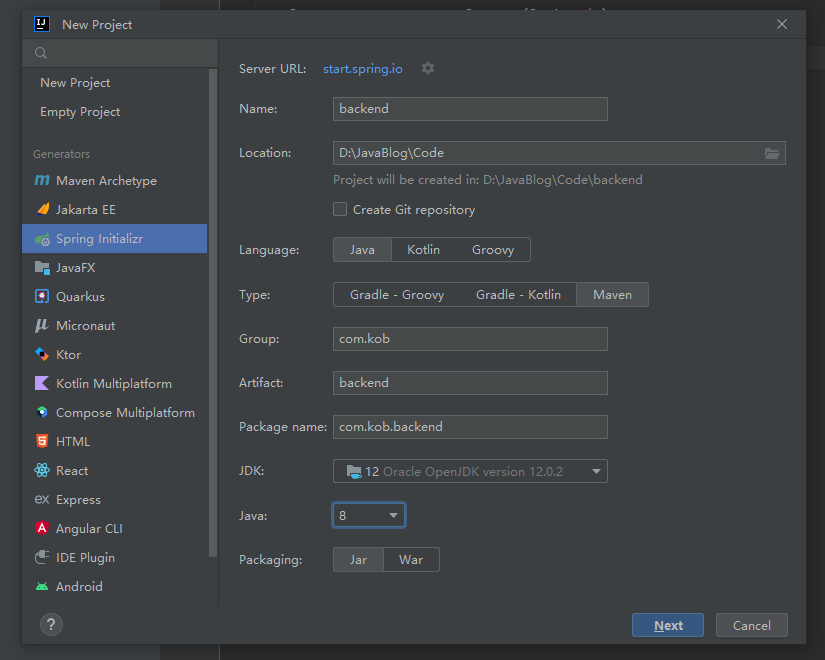 New Project
New Project
Empty Project
Generators
Maven Archetype
Jakarta EE
Spring Initializr
JavaFX
Quarkus
Micronaut
Ktor
Kotlin Multiplatform
Compose Multiplatform
HTML
React
Express
Angular CLI
IDE Plugin
Android
Server URL: start.spring.io
Name: backend
Location: D:\JavaBlog\Code
Project will be created in: D:\JavaBlog\Code\backend
Create Git repository
Language: Java Kotlin Groovy
Type: Gradle - Groovy Gradle - Kotlin Maven
Group: com.kob
Artifact: backend
Package name: com.kob.backend
JDK: 12 Oracle OpenJDK version 12.0.2
Java: 8
Packaging: Jar War
? Next Cancel